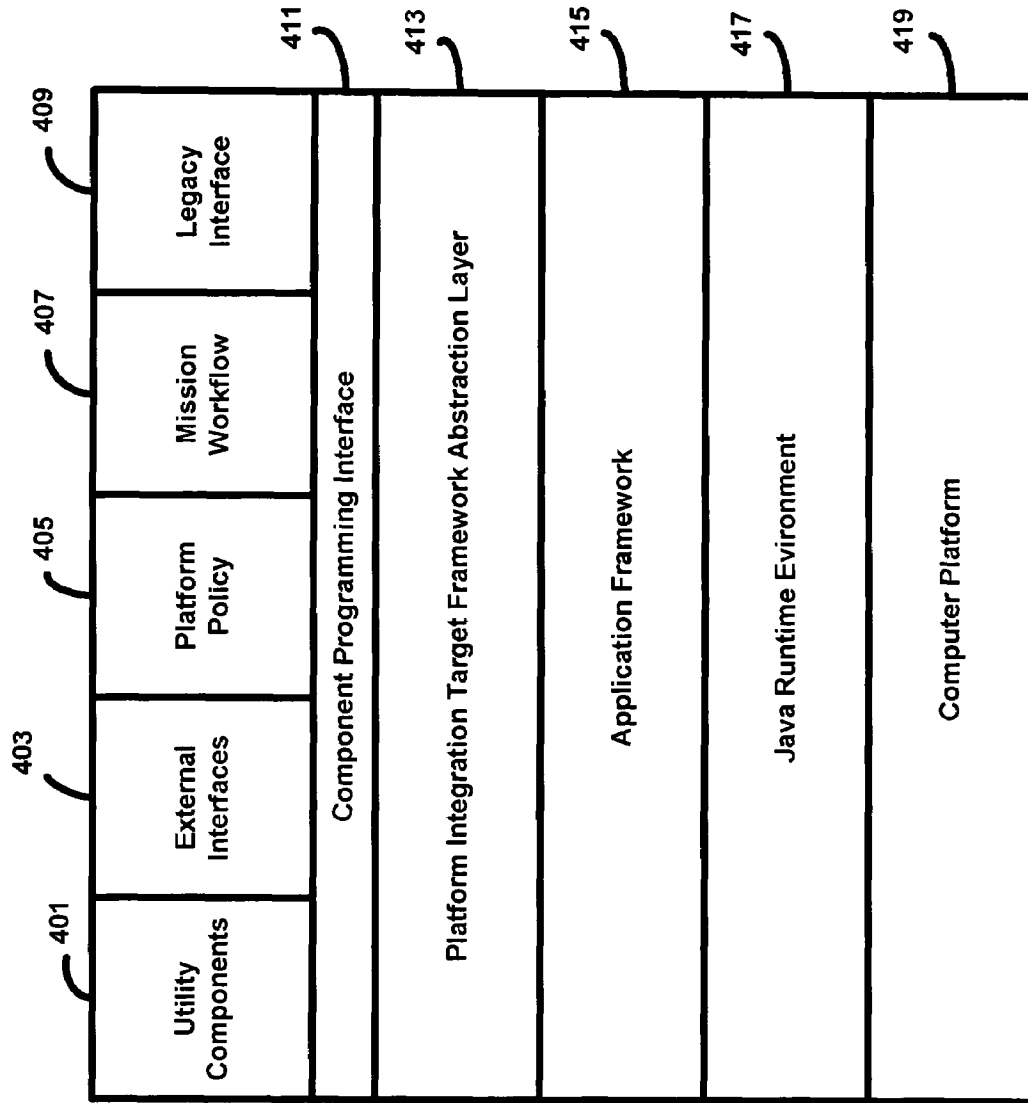 401
403
405
407
409
Utility
Components
External
Interfaces
Platform
Policy
Mission
Workflow
Legacy
Interface
Component Programming Interface
411
Platform Integration Target Framework Abstraction Layer
413
Application Framework
415
Java Runtime Evironment
417
Computer Platform
419